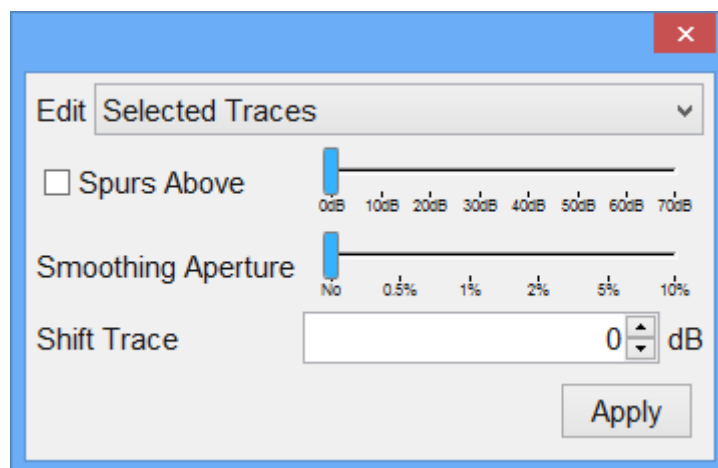 Edit Selected Traces
Spurs Above
0dB 10dB 20dB 30dB 40dB 50dB 60dB 70dB
Smoothing Aperture
No 0.5% 1% 2% 5% 10%
Shift Trace 0 dB
Apply